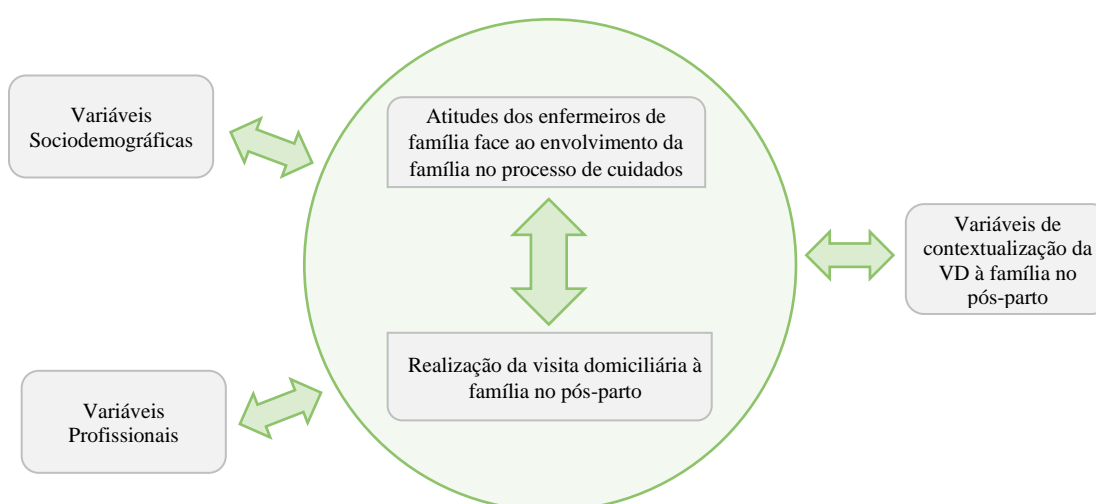 Variáveis
Sociodemográficas
Atitudes dos enfermeiros de
família face ao envolvimento da
família no processo de cuidados
Variáveis de
contextualização da
VD à família no
pós-parto
Realização da visita domiciliária à
família no pós-parto
Variáveis
Profissionais